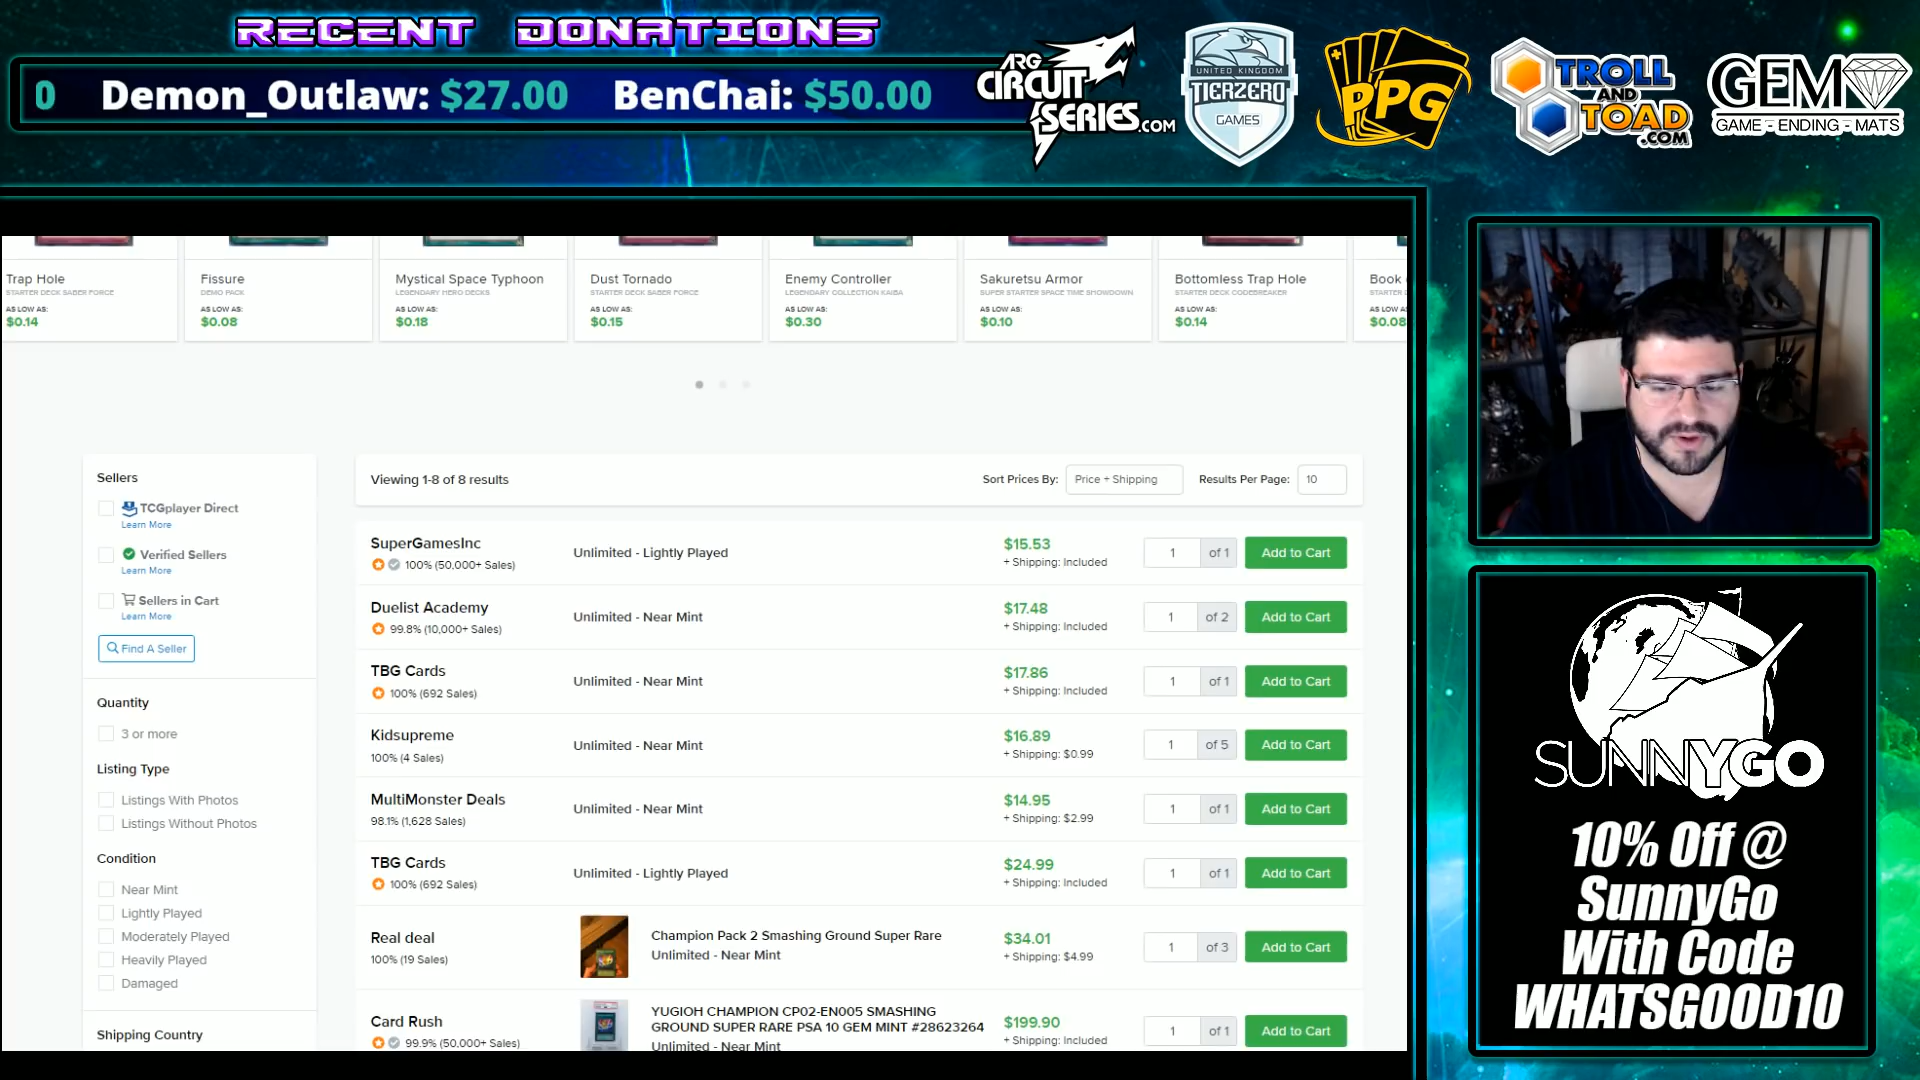 RECENT DONATIONS
0 Demon_Outlaw: $27.00 BenChai: $50.00
ARG
CIRCUIT
SERIES.COM
UNITED KINGDOM
TIERZERO
GAMES
PPG
TROLL
AND
TOAD
.COM
GEM
GAME - ENDING - MATS
Trap Hole
STARTER DECK SABER FORCE
AS LOW AS:
$0.14
Fissure
DEMO PACK
AS LOW AS:
$0.08
Mystical Space Typhoon
LEGENDARY HERO DECKS
AS LOW AS:
$0.18
Dust Tornado
STARTER DECK SABER FORCE
AS LOW AS:
$0.15
Enemy Controller
LEGENDARY COLLECTION KAIBA
AS LOW AS:
$0.30
Sakuretsu Armor
SUPER STARTER SPACE TIME SHOWDOWN
AS LOW AS:
$0.10
Bottomless Trap Hole
STARTER DECK CODEBREAKER
AS LOW AS:
$0.14
Book
STARTER DE
AS LOW AS
$0.08
Sellers
TCGplayer Direct
Learn More
Verified Sellers
Learn More
Sellers in Cart
Learn More
Find A Seller
Quantity
3 or more
Listing Type
Listings With Photos
Listings Without Photos
Condition
Near Mint
Lightly Played
Moderately Played
Heavily Played
Damaged
Shipping Country
Viewing 1-8 of 8 results
Sort Prices By: Price + Shipping Results Per Page: 10
SuperGamesInc
100% (50,000+ Sales)
Unlimited - Lightly Played
$15.53
+ Shipping: Included
1 of 1 Add to Cart
Duelist Academy
99.8% (10,000+ Sales)
Unlimited - Near Mint
$17.48
+ Shipping: Included
1 of 2 Add to Cart
TBG Cards
100% (692 Sales)
Unlimited - Near Mint
$17.86
+ Shipping: Included
1 of 1 Add to Cart
Kidsupreme
100% (4 Sales)
Unlimited - Near Mint
$16.89
+ Shipping: $0.99
1 of 5 Add to Cart
MultiMonster Deals
98.1% (1,628 Sales)
Unlimited - Near Mint
$14.95
+ Shipping: $2.99
1 of 1 Add to Cart
TBG Cards
100% (692 Sales)
Unlimited - Lightly Played
$24.99
+ Shipping: Included
1 of 1 Add to Cart
Real deal
100% (19 Sales)
Champion Pack 2 Smashing Ground Super Rare
Unlimited - Near Mint
$34.01
+ Shipping: $4.99
1 of 3 Add to Cart
Card Rush
99.9% (50,000+ Sales)
YUGIOH CHAMPION CP02-EN005 SMASHING
GROUND SUPER RARE PSA 10 GEM MINT #28623264
Unlimited - Near Mint
$199.90
+ Shipping: Included
1 of 1 Add to Cart
SUNNYGO
10% Off @
SunnyGo
With Code
WHATSGOOD10